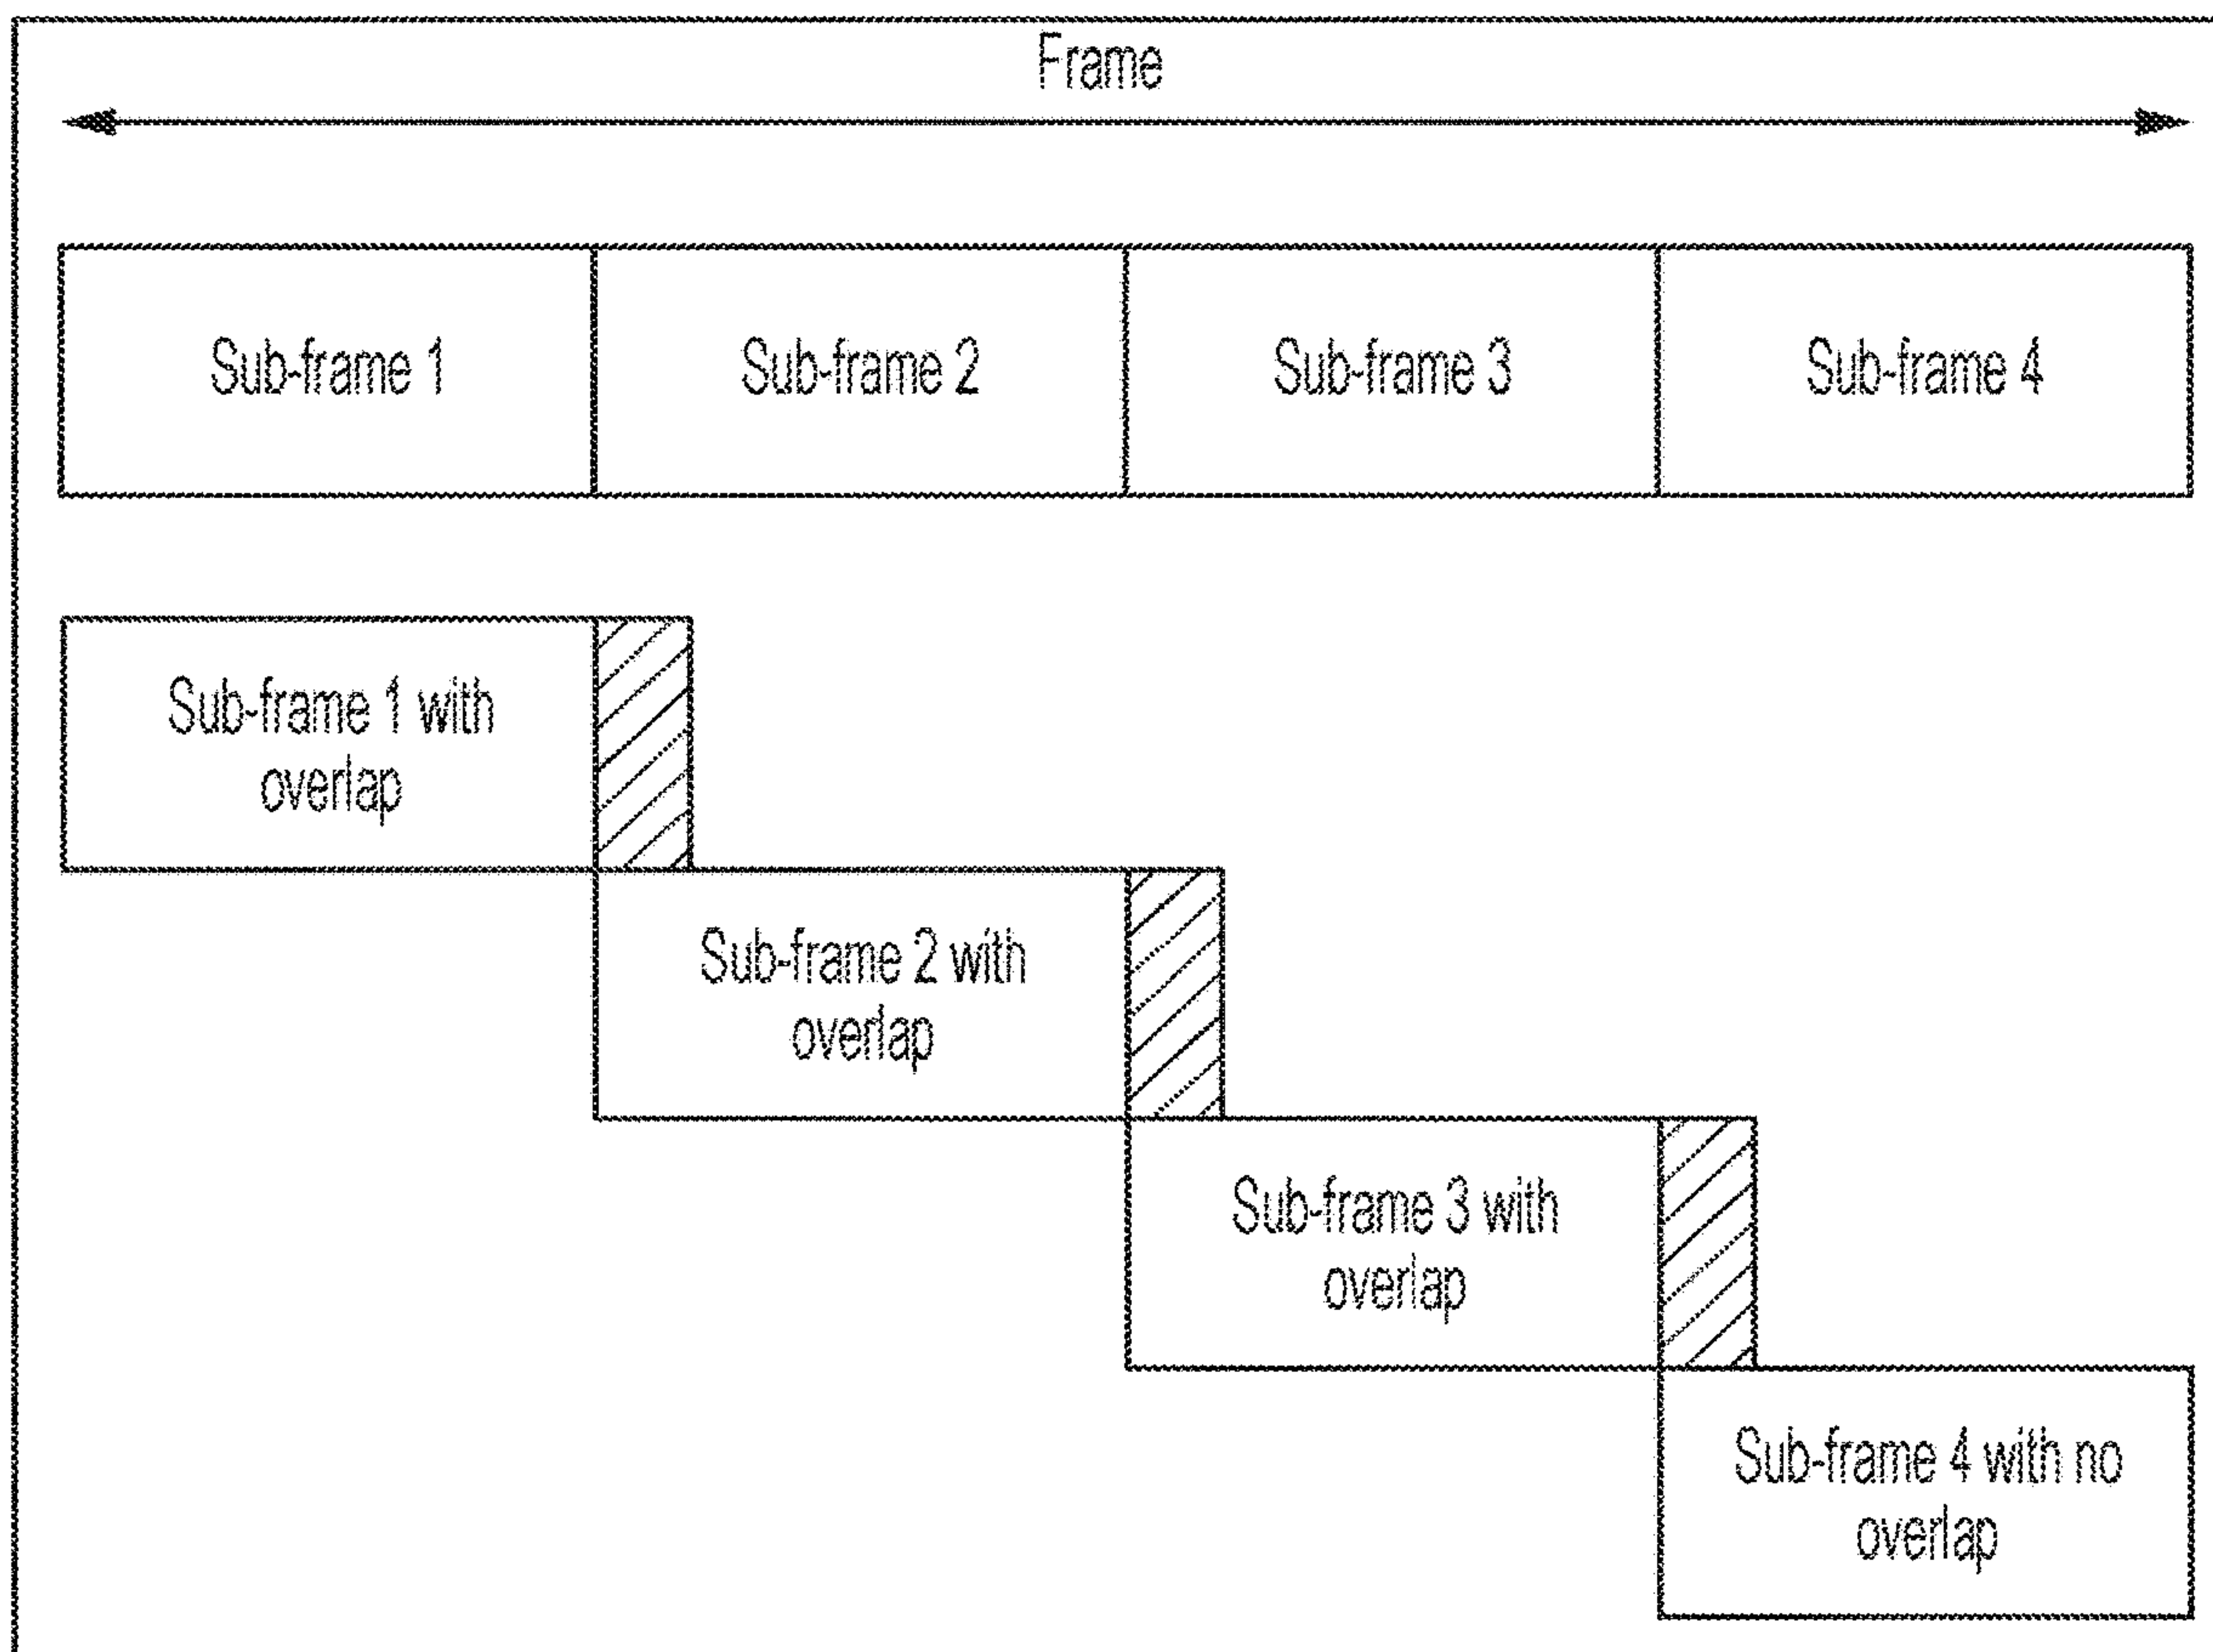 Frame
Sub-frame 1
Sub-frame 2
Sub-frame 3
Sub-frame 4
Sub-frame 1 with
overlap
Sub-frame 2 with
overlap
Sub-frame 3 with
overlap
Sub-frame 4 with no
overlap